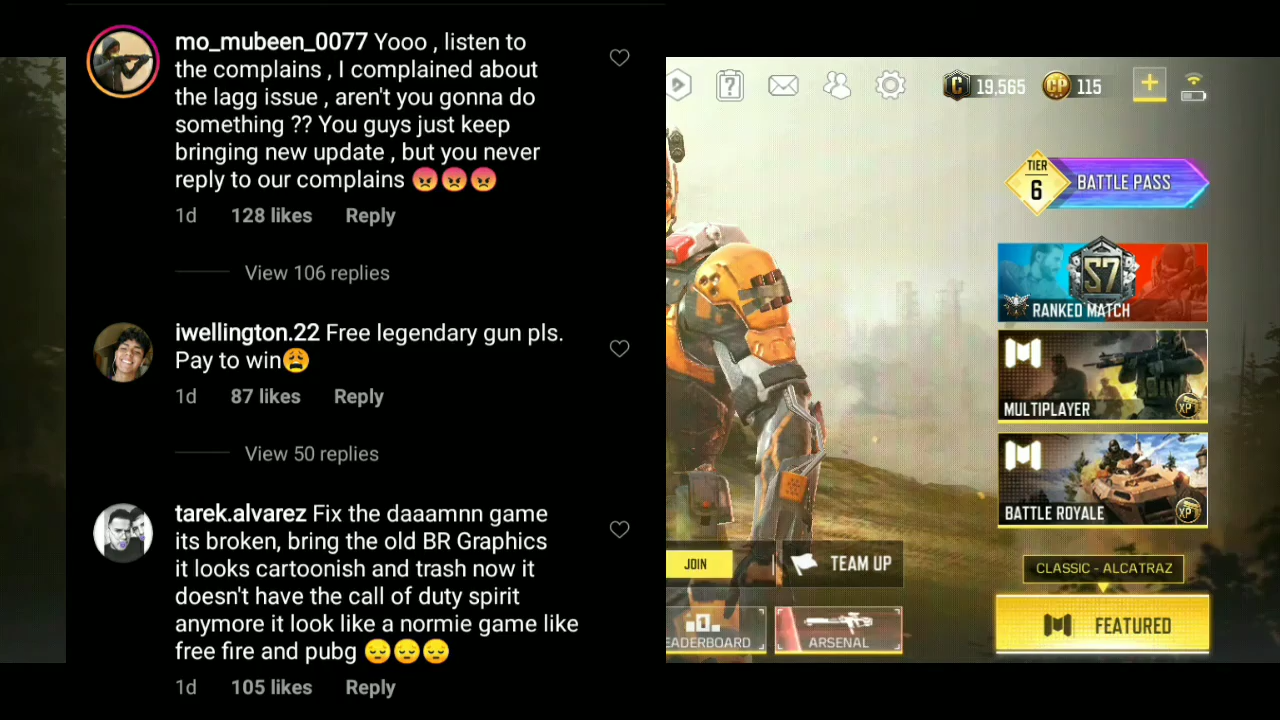 mo_mubeen_0077 Yooo , listen to
the complains , I complained about
the lagg issue , aren't you gonna do
something ?? You guys just keep
bringing new update , but you never
reply to our complains 😡😡😡
1d 128 likes Reply
View 106 replies
iwellington.22 Free legendary gun pls.
Pay to win😩
1d 87 likes Reply
View 50 replies
tarek.alvarez Fix the daaamnn game
its broken, bring the old BR Graphics
it looks cartoonish and trash now it
doesn't have the call of duty spirit
anymore it look like a normie game like
free fire and pubg 😔😔😔
1d 105 likes Reply
C 19,565 CP 115 +
TIER
6
BATTLE PASS
S7
RANKED MATCH
MULTIPLAYER
XP
BATTLE ROYALE
XP
CLASSIC - ALCATRAZ
FEATURED
JOIN
TEAM UP
EADERBOARD
ARSENAL